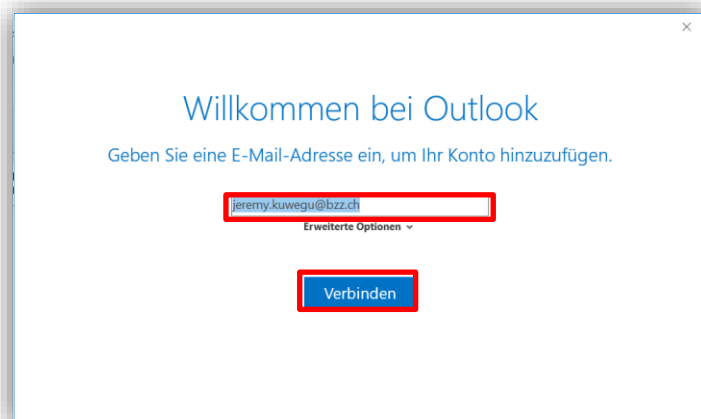 Willkommen bei Outlook
Geben Sie eine E-Mail-Adresse ein, um Ihr Konto hinzuzufügen.
jeremy.kuwegu@bzz.ch
Erweiterte Optionen
Verbinden